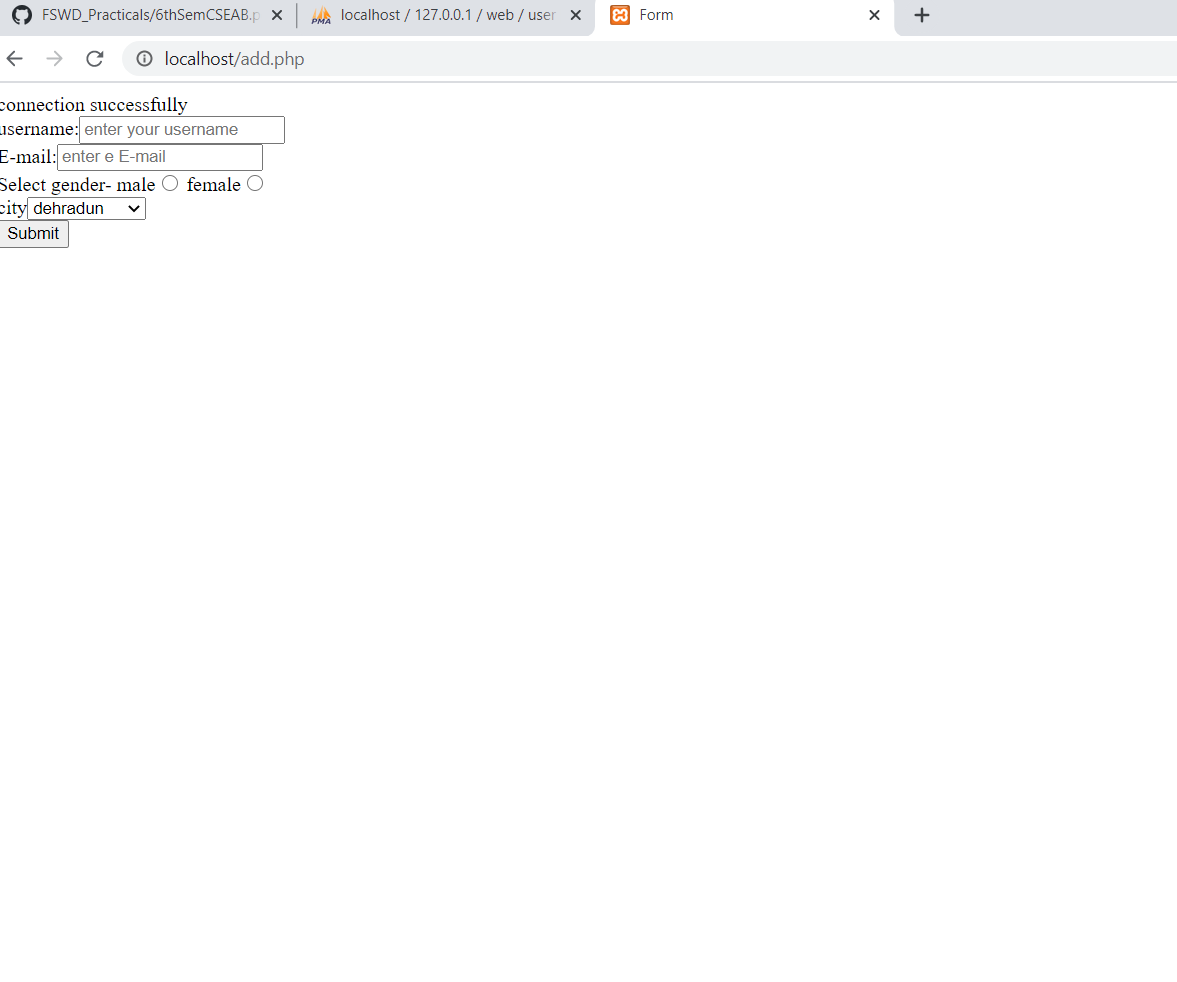 FSWD_Practicals/6thSemCSEAB.p
PMA localhost / 127.0.0.1 / web / user
Form
localhost/add.php
connection successfully
username: enter your username
E-mail: enter e E-mail
Select gender- male female
city dehradun
Submit